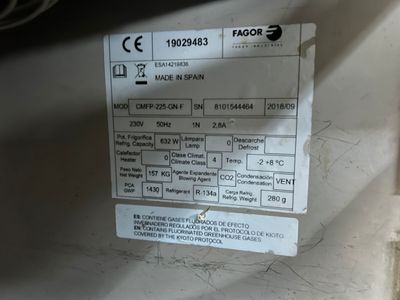 CE 19029483 FAGOR
ESA14219836
MADE IN SPAIN
MOD CMFP-225-GN-F SN 8101544464 2018/09
230V 50Hz 1N 2,8A
Pot. Frigorífica Refrig. Capacity 632 W Lámpara Lamp 0 Descarche Defrost
Calefactor Heater 0 Clase Climat. Climate Class 4 Temp. -2 +8 ºC
Peso Neto Net Weight 157 KG Agente Expandente Blowing Agent CO2 Condensación Condensation VENT
PCA GWP 1430 Refrigerant R-134a Carga Refrig. Refrig. Weight 280 g
ES: CONTIENE GASES FLUORADOS DE EFECTO
INVERNADERO REGULADOS POR EL PROTOCOLO DE KIOTO
EN: CONTAINS FLUORINATED GREENHOUSE GASES
COVERED BY THE KYOTO PROTOCOL